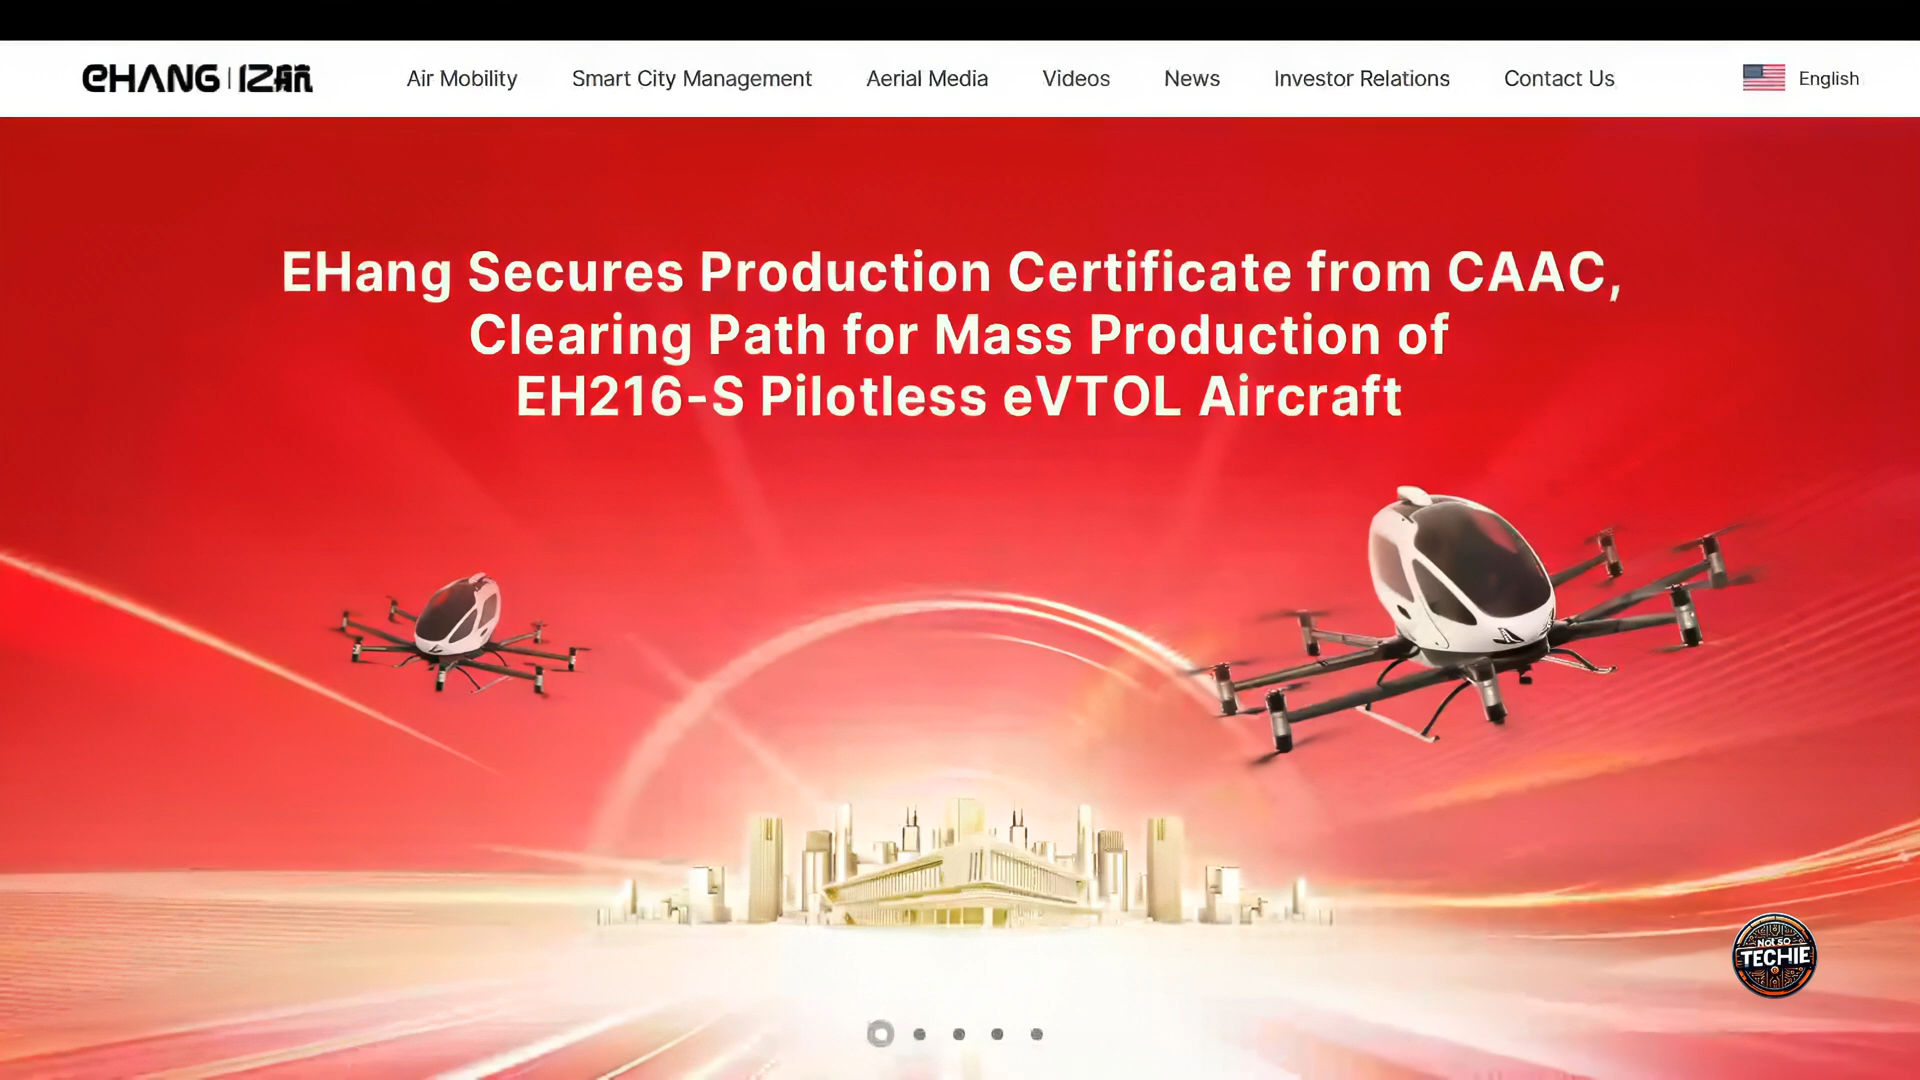 EHANG 亿航
Air Mobility
Smart City Management
Aerial Media
Videos
News
Investor Relations
Contact Us
English
EHang Secures Production Certificate from CAAC,
Clearing Path for Mass Production of
EH216-S Pilotless eVTOL Aircraft
NOt SO
TECHIE